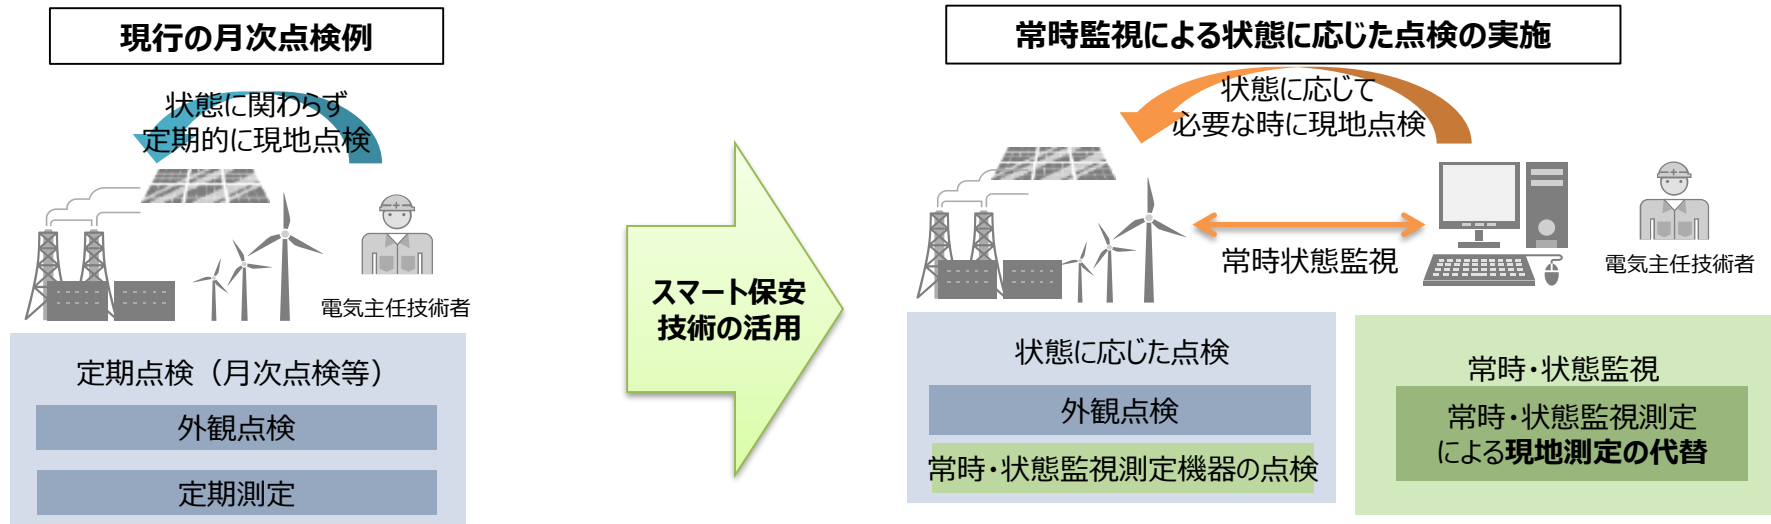 現行の月次点検例
状態に関わらず
定期的に現地点検
電気主任技術者
定期点検（月次点検等）
外観点検
定期測定
スマート保安
技術の活用
常時監視による状態に応じた点検の実施
状態に応じて
必要な時に現地点検
常時状態監視
電気主任技術者
状態に応じた点検
外観点検
常時・状態監視測定機器の点検
常時・状態監視
常時・状態監視測定
による現地測定の代替